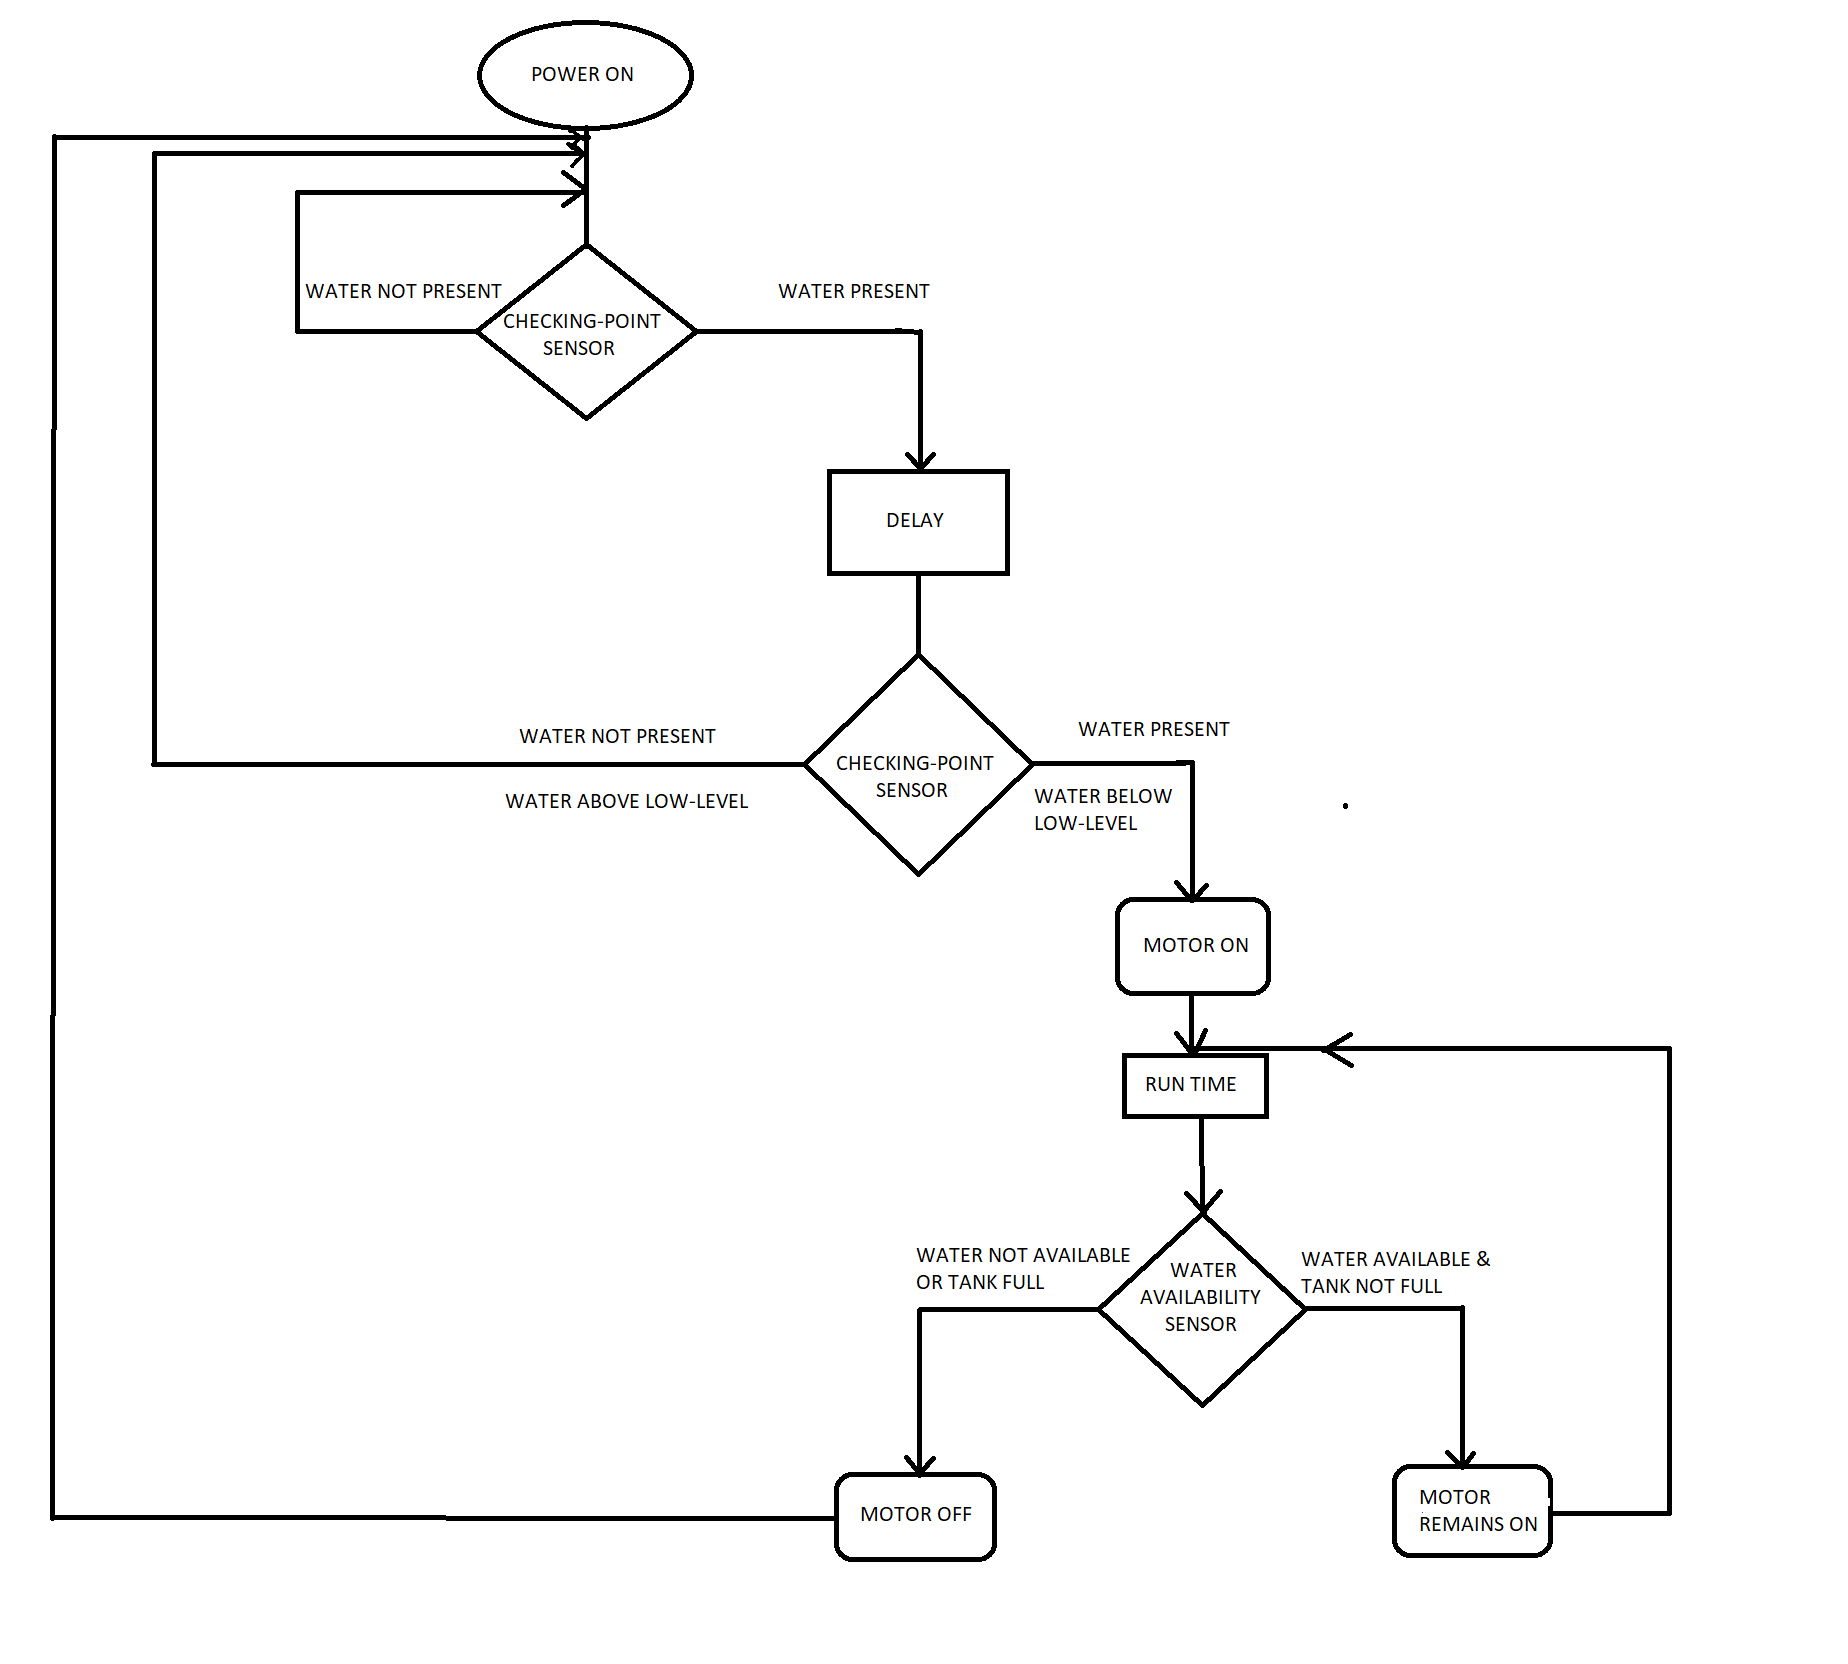 POWER ON
WATER NOT PRESENT
WATER PRESENT
CHECKING-POINT
SENSOR
DELAY
WATER NOT PRESENT
WATER PRESENT
CHECKING-POINT
SENSOR
WATER ABOVE LOW-LEVEL
WATER BELOW
LOW-LEVEL
MOTOR ON
RUN TIME
WATER NOT AVAILABLE
OR TANK FULL
WATER
AVAILABILITY
SENSOR
WATER AVAILABLE &
TANK NOT FULL
MOTOR OFF
MOTOR
REMAINS ON